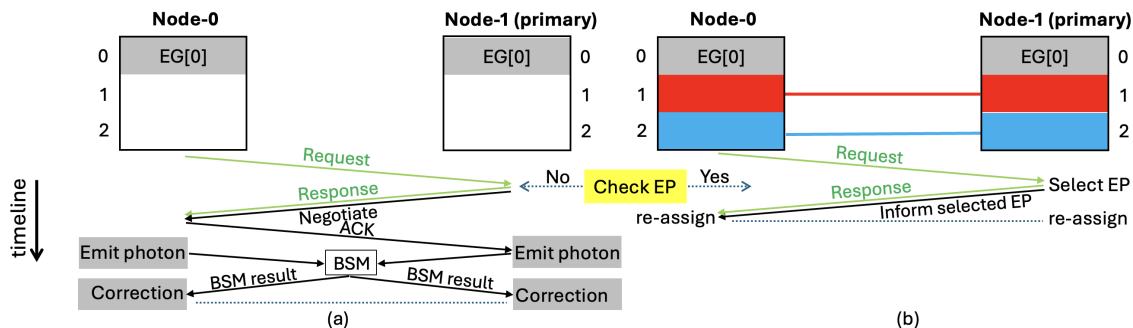 Node-0
Node-1 (primary)
Node-0
Node-1 (primary)
0
EG[0]
EG[0]
0
0
EG[0]
EG[0]
0
1
1
1
1
2
2
2
2
Request
Request
No
Check EP
Yes
Select EP
Response
Response
Negotiate
Inform selected EP
re-assign
re-assign
ACK
timeline
Emit photon
BSM
Emit photon
BSM result
BSM result
Correction
Correction
(a)
(b)